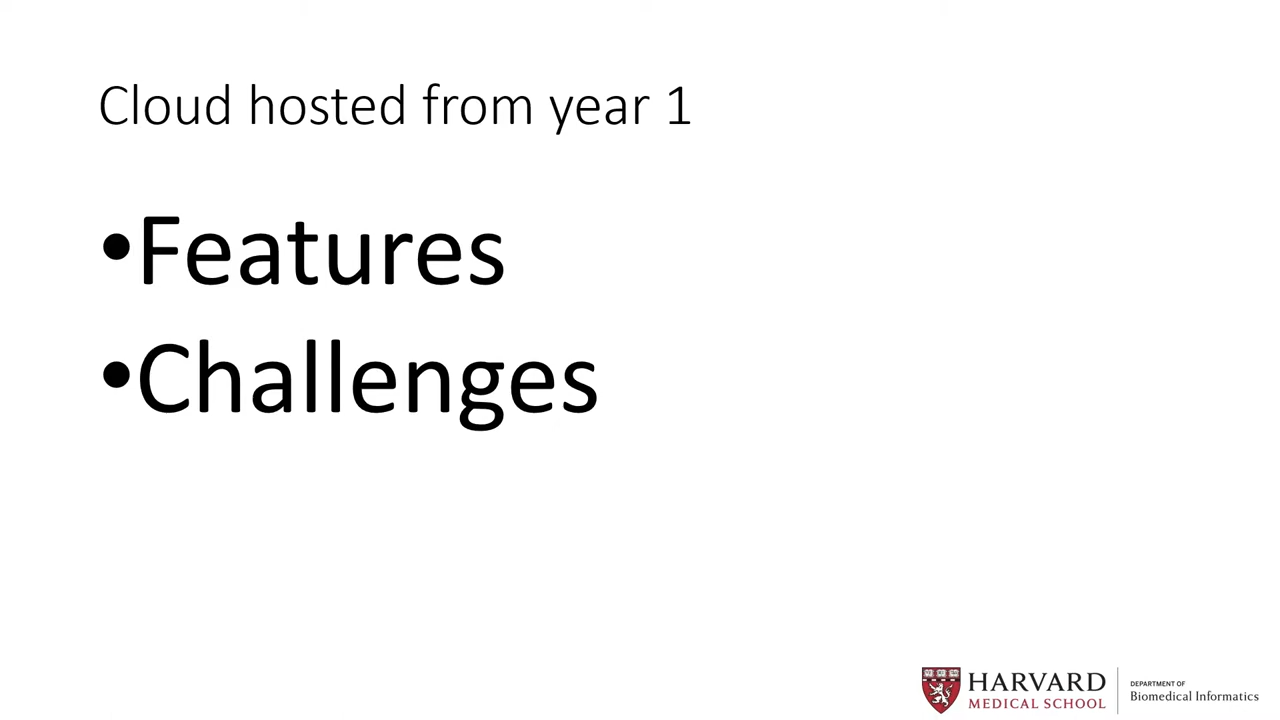 Cloud hosted from year 1
•Features
•Challenges
HARVARD
MEDICAL SCHOOL
DEPARTMENT OF
Biomedical Informatics